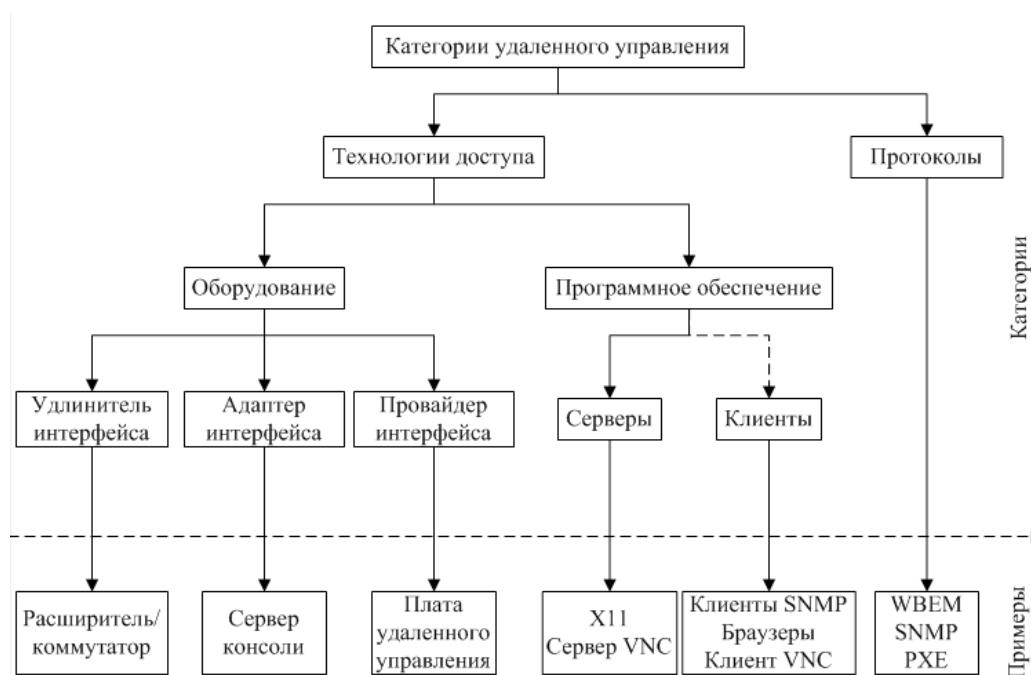 Категории удаленного управления
Технологии доступа
Протоколы
Оборудование
Программное обеспечение
Категории
Удлинитель
интерфейса
Адаптер
интерфейса
Провайдер
интерфейса
Серверы
Клиенты
Расширитель/
коммутатор
Сервер
консоли
Плата
удаленного
управления
X11
Сервер VNC
Клиенты SNMP
Браузеры
Клиент VNC
WBEM
SNMP
PXE
Примеры